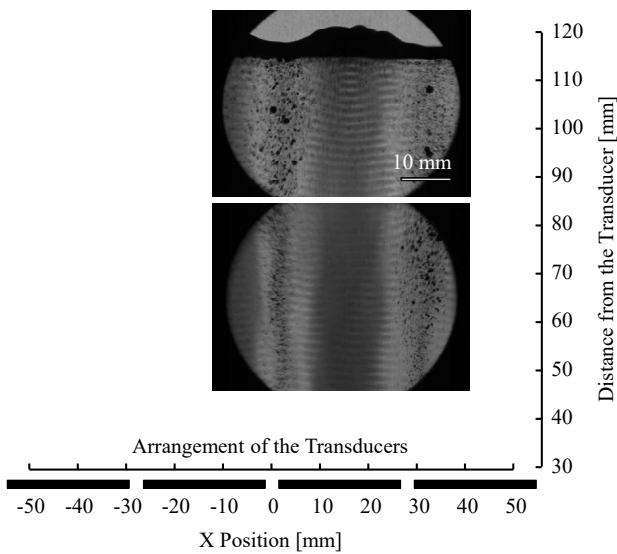 120
110
100
10 mm
90
80
70
60
50
40
30
Distance from the Transducer [mm]
Arrangement of the Transducers
-50 -40 -30 -20 -10 0 10 20 30 40 50
X Position [mm]